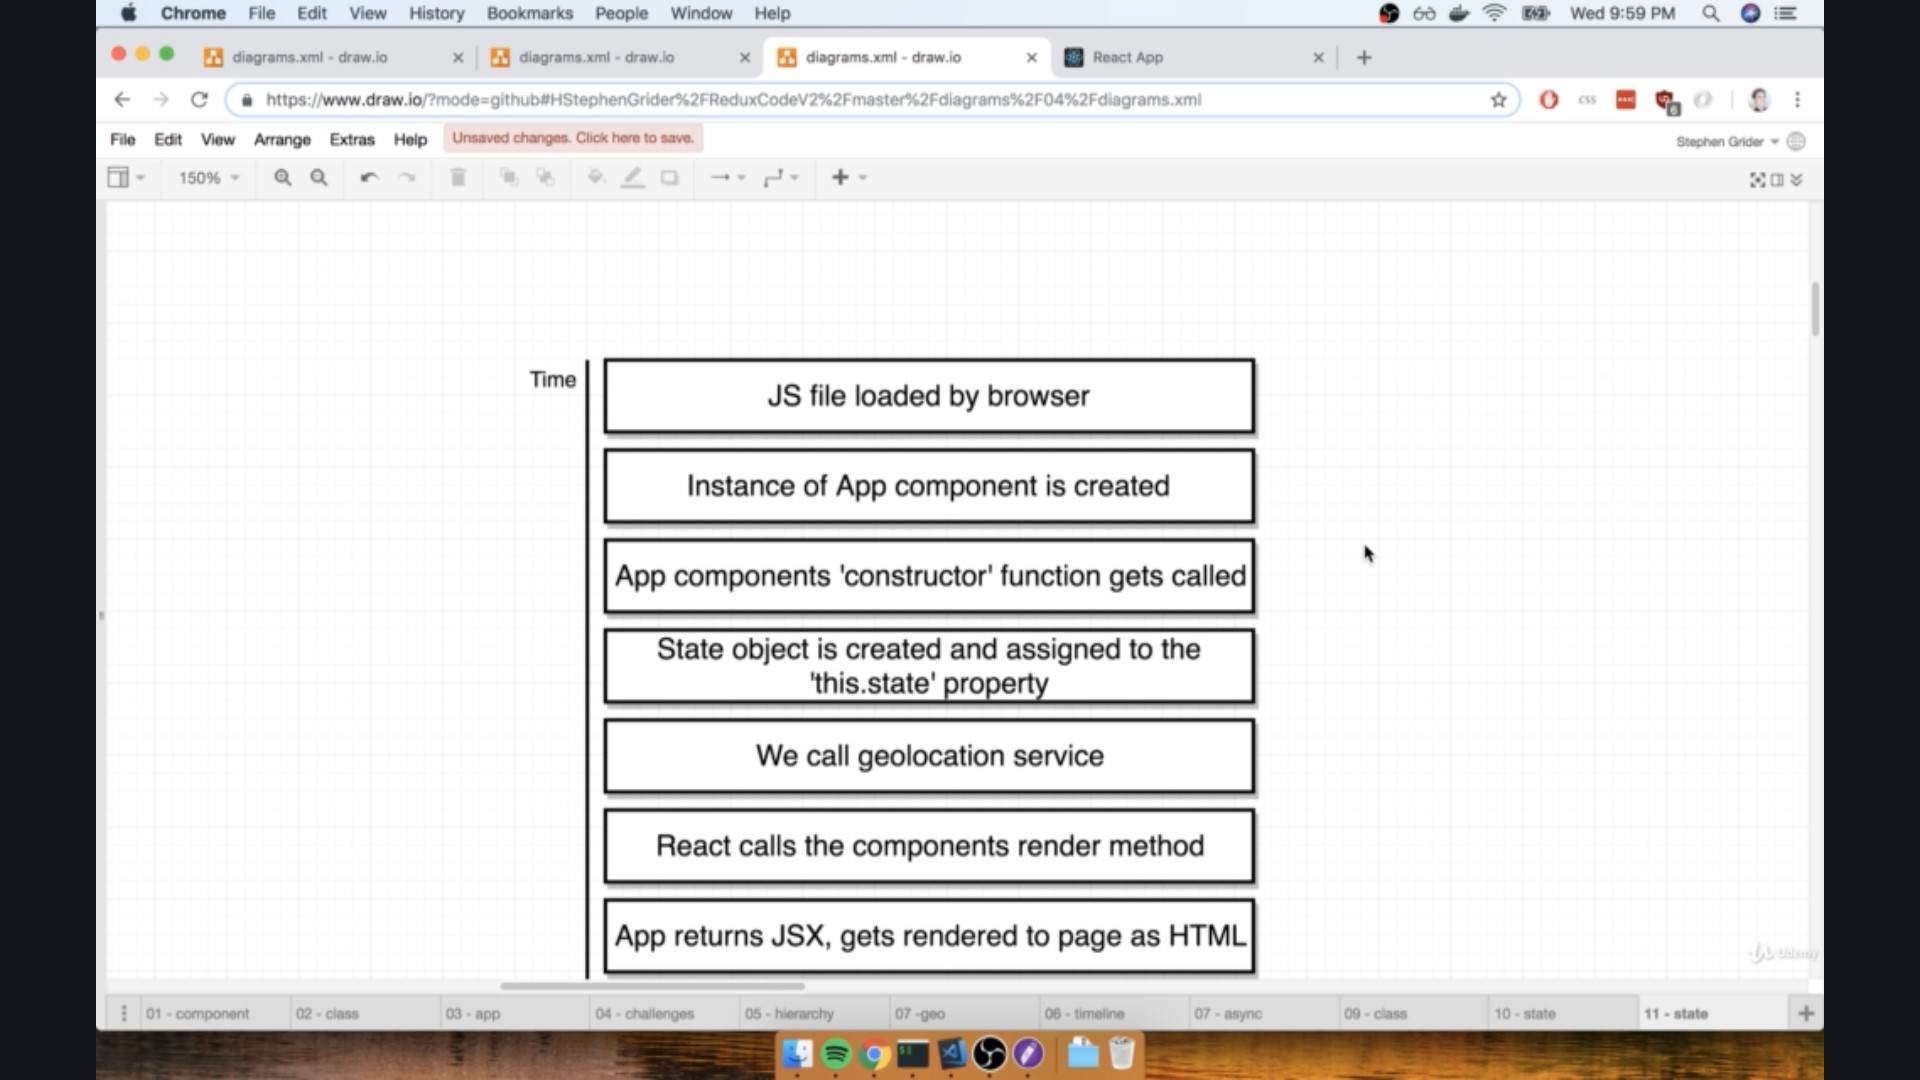 Chrome File Edit View History Bookmarks People Window Help Wed 9:59 PM
diagrams.xml - draw.io diagrams.xml - draw.io diagrams.xml - draw.io React App
https://www.draw.io/?mode=github#HStephenGrider%2FReduxCodeV2%2Fmaster%2Fdiagrams%2F04%2Fdiagrams.xml CSS 6
File Edit View Arrange Extras Help Unsaved changes. Click here to save. Stephen Grider
150%
Time
JS file loaded by browser
Instance of App component is created
App components 'constructor' function gets called
State object is created and assigned to the
'this.state' property
We call geolocation service
React calls the components render method
App returns JSX, gets rendered to page as HTML
Udemy
01 - component 02 - class 03 - app 04 - challenges 05 - hierarchy 07 -geo 06 - timeline 07 - async 09 - class 10 - state 11 - state